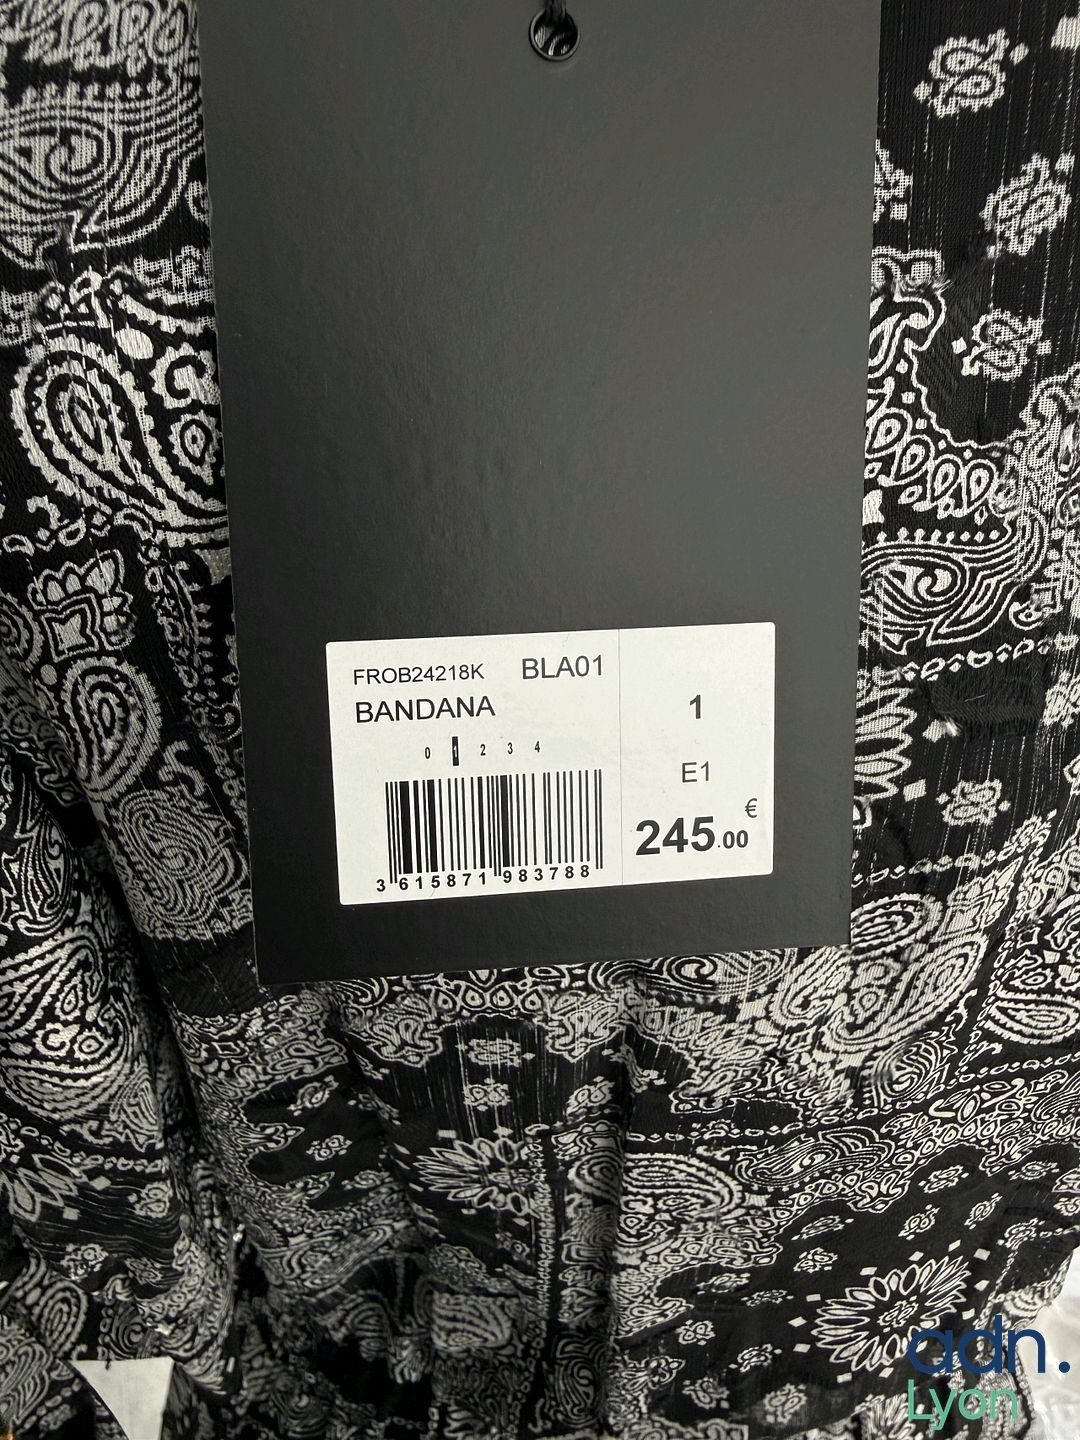 FROB24218K BLA01
BANDANA
0 1 2 3 4
3 615871 983788
1
E1
245.00 €
adn.
Lyon